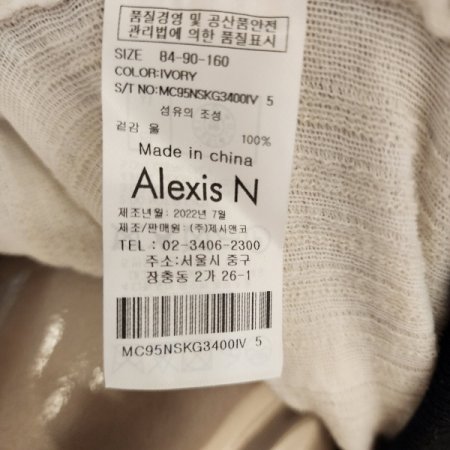 품질경영 및 공산품안전
관리법에 의한 품질표시
SIZE 84-90-160
COLOR:IVORY
S/T NO:MC95NSKG3400IV 5
섬유의 조성
겉감 울 100%
Made in china
Alexis N
제조년월: 2022년 7월
제조/판매원: (주)제시앤코
TEL : 02-3406-2300
주소:서울시 중구
장충동 2가 26-1
MC95NSKG3400IV 5